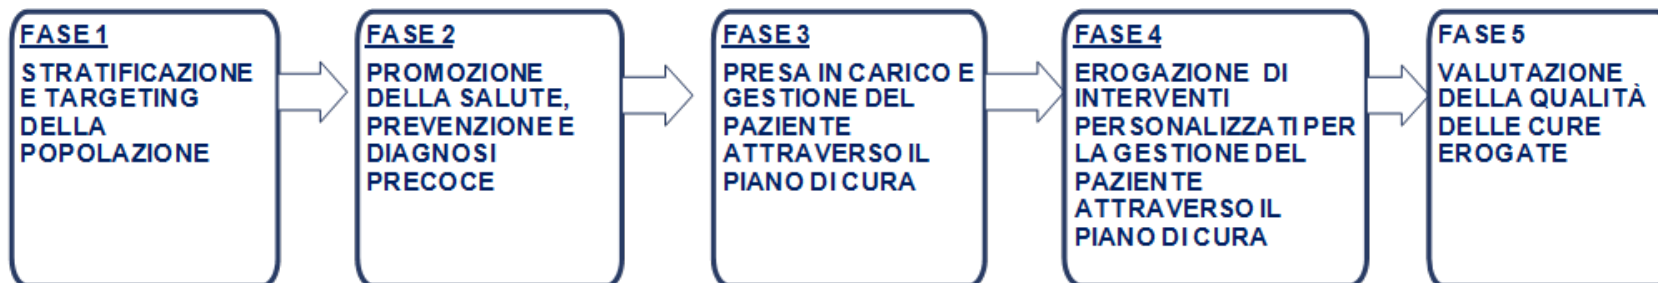 FASE 1
STRATIFICAZIONE
E TARGETING
DELLA
POPOLAZIONE
FASE 2
PROMOZIONE
DELLA SALUTE,
PREVENZIONE E
DIAGNOSI
PRECOCE
FASE 3
PRESA IN CARICO E
GESTIONE DEL
PAZIENTE
ATTRAVERSO IL
PIANO DI CURA
FASE 4
EROGAZIONE DI
INTERVENTI
PERSONALIZZATI PER
LA GESTIONE DEL
PAZIENTE
ATTRAVERSO IL
PIANO DI CURA
FASE 5
VALUTAZIONE
DELLA QUALITÀ
DELLE CURE
EROGATE